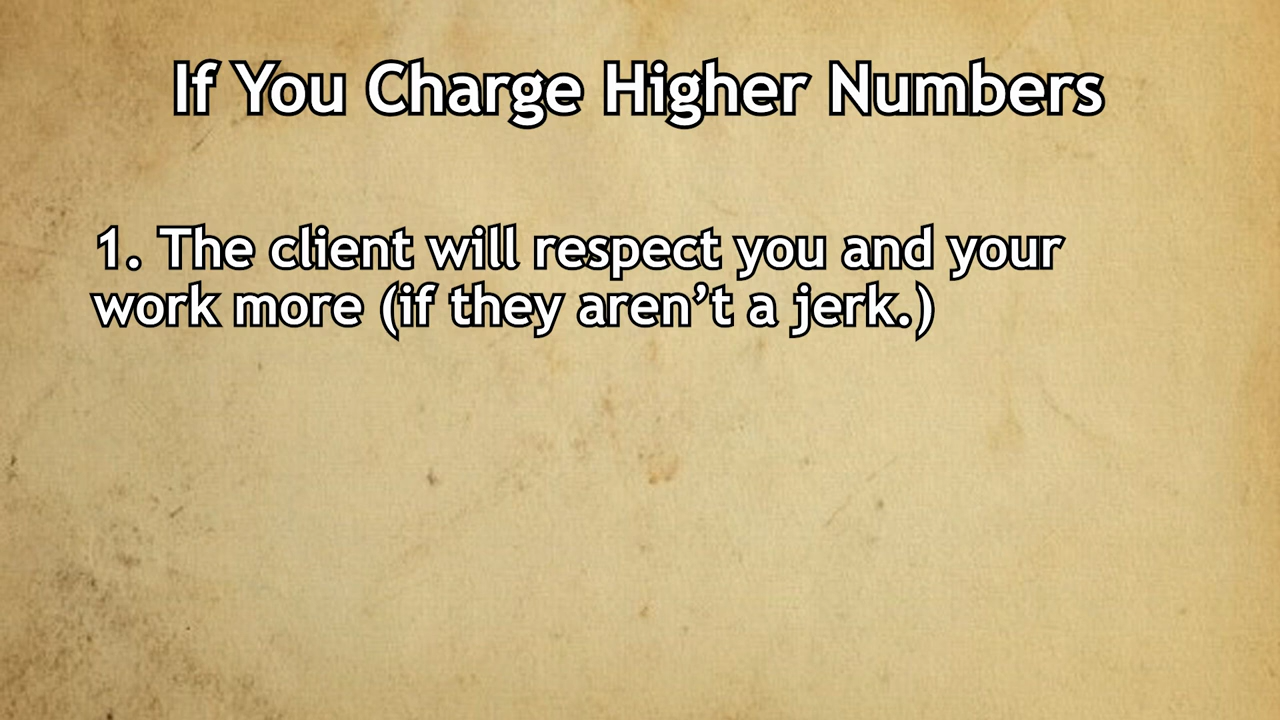 If You Charge Higher Numbers
1. The client will respect you and your
work more (if they aren’t a jerk.)